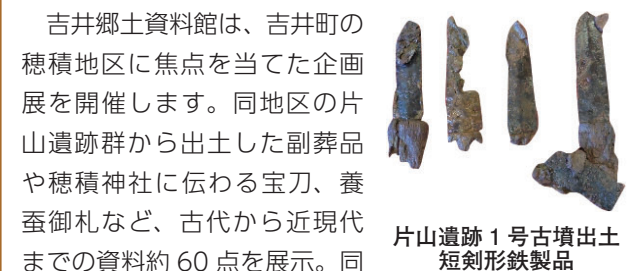 吉井郷土資料館は、吉井町の
穂積地区に焦点を当てた企画
展を開催します。同地区の片
山遺跡群から出土した副葬品
や穂積神社に伝わる宝刀、養
蚕御札など、古代から近現代
までの資料約 60 点を展示。同
片山遺跡 1 号古墳出土
短剣形鉄製品